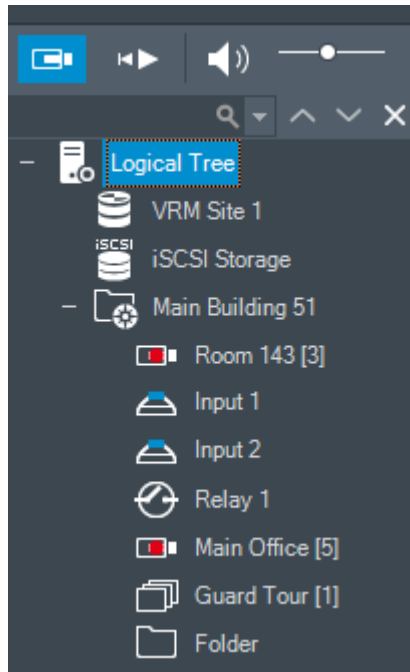 Logical Tree
VRM Site 1
iSCSI
iSCSI Storage
Main Building 51
Room 143 [3]
Input 1
Input 2
Relay 1
Main Office [5]
Guard Tour [1]
Folder